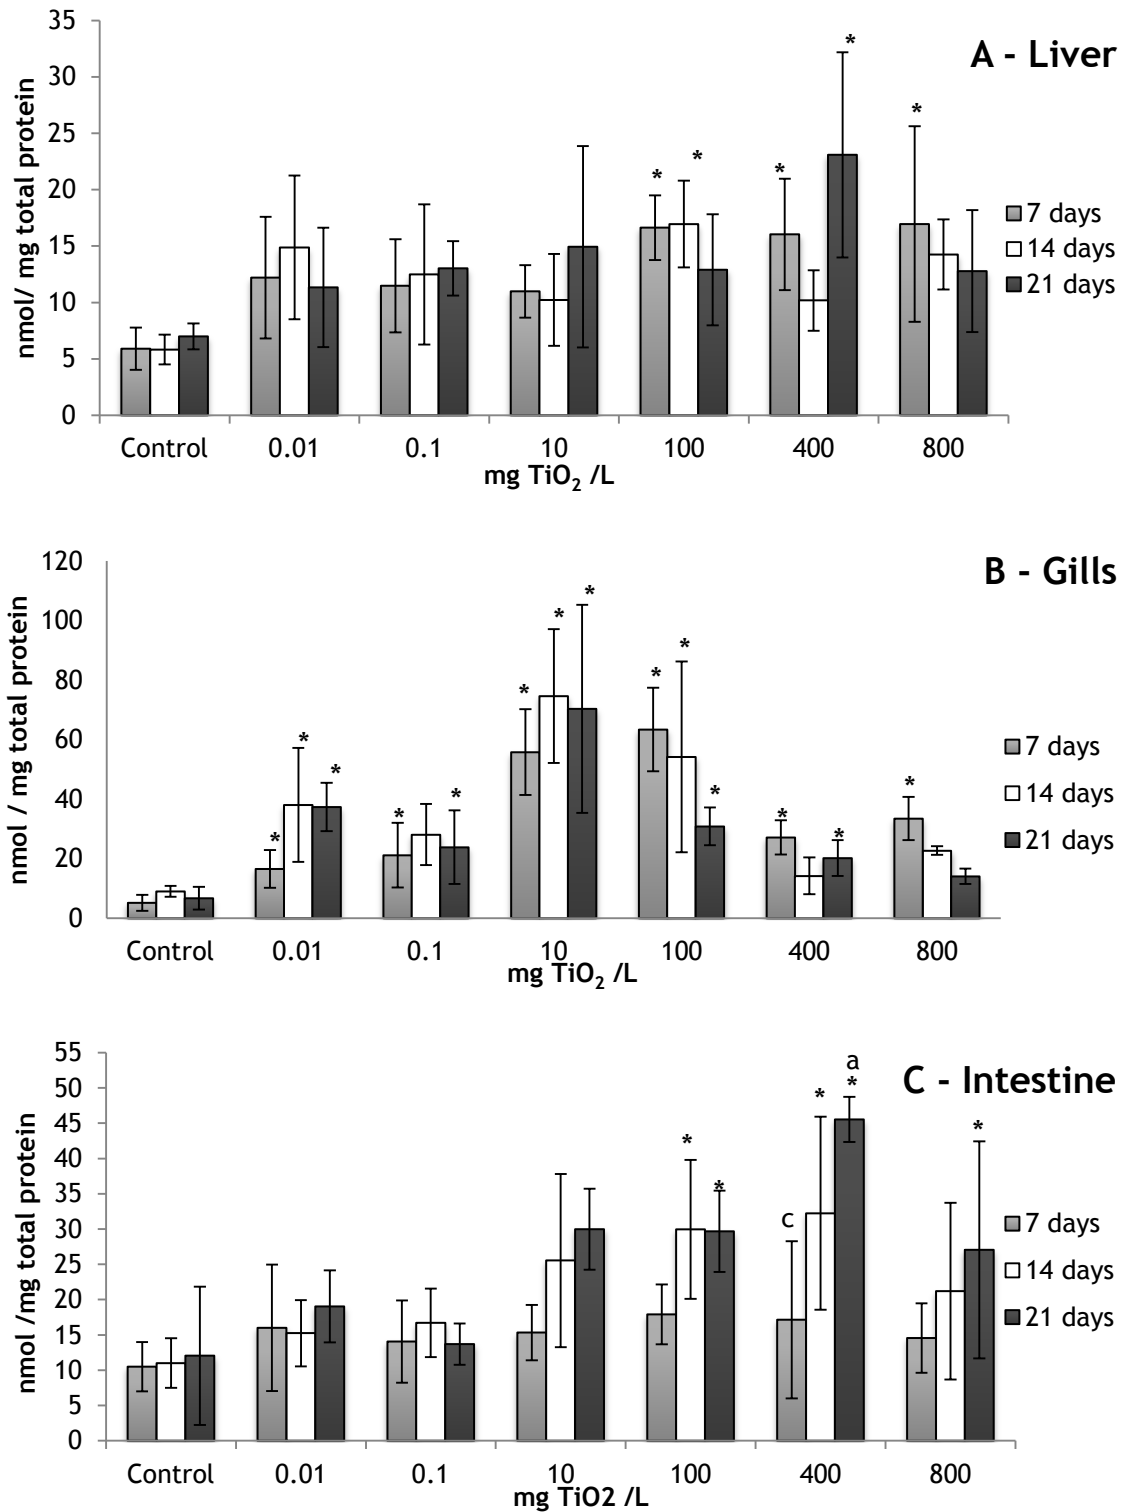 A - Liver
nmol/ mg total protein
35
30
25
20
15
10
5
0
* * * * *
7 days
14 days
21 days
Control 0.01 0.1 10 100 400 800
mg TiO₂ /L
B - Gills
nmol / mg total protein
120
100
80
60
40
20
0
* * * * * * * * * * * * * *
7 days
14 days
21 days
Control 0.01 0.1 10 100 400 800
mg TiO₂ /L
C - Intestine
nmol /mg total protein
55
50
45
40
35
30
25
20
15
10
5
0
a
* * c * * *
7 days
14 days
21 days
Control 0.01 0.1 10 100 400 800
mg TiO2 /L